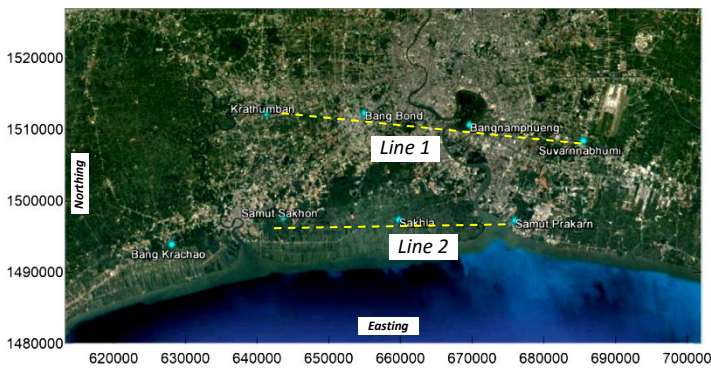 1520000
Krathumban
Bang Bond
1510000
Bangnamphueng
Line 1
Suvarnnabhumi
Northing
1500000
Samut Sakhon
Sakhla
Samut Prakarn
Line 2
Bang Krachao
1490000
Easting
1480000
620000 630000 640000 650000 660000 670000 680000 690000 700000